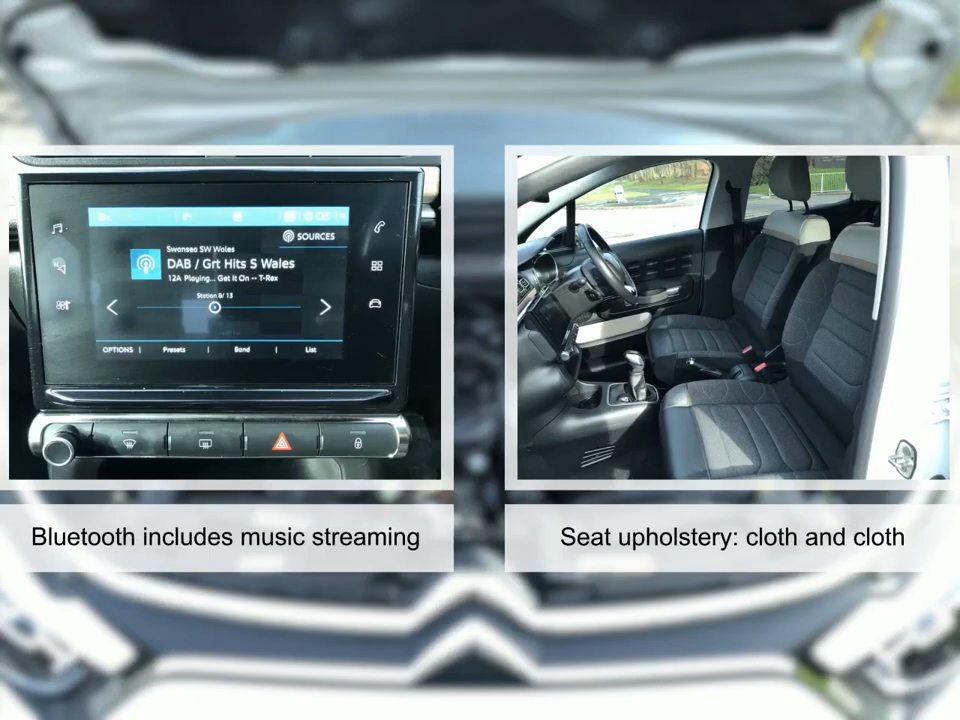 SOURCES
Swansea SW Wales
DAB / Grt Hits S Wales
12A Playing... Get It On -- T-Rex
Station 8/ 13
OPTIONS | Presets | Band | List
Bluetooth includes music streaming
Seat upholstery: cloth and cloth